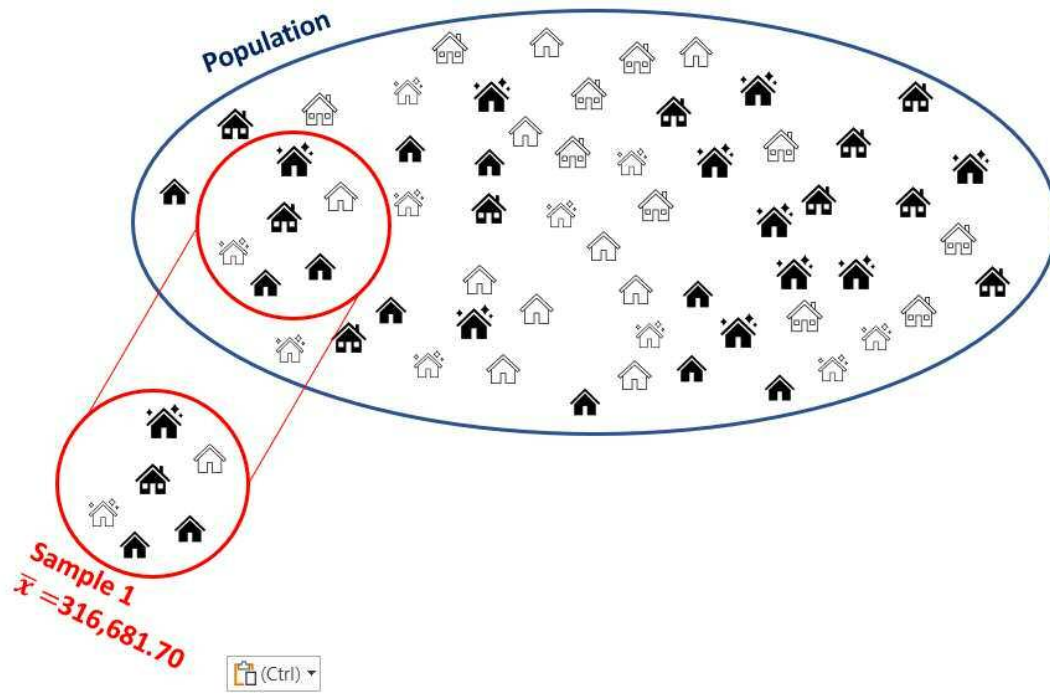 Population
Sample 1
x̄ =316,681.70
(Ctrl)